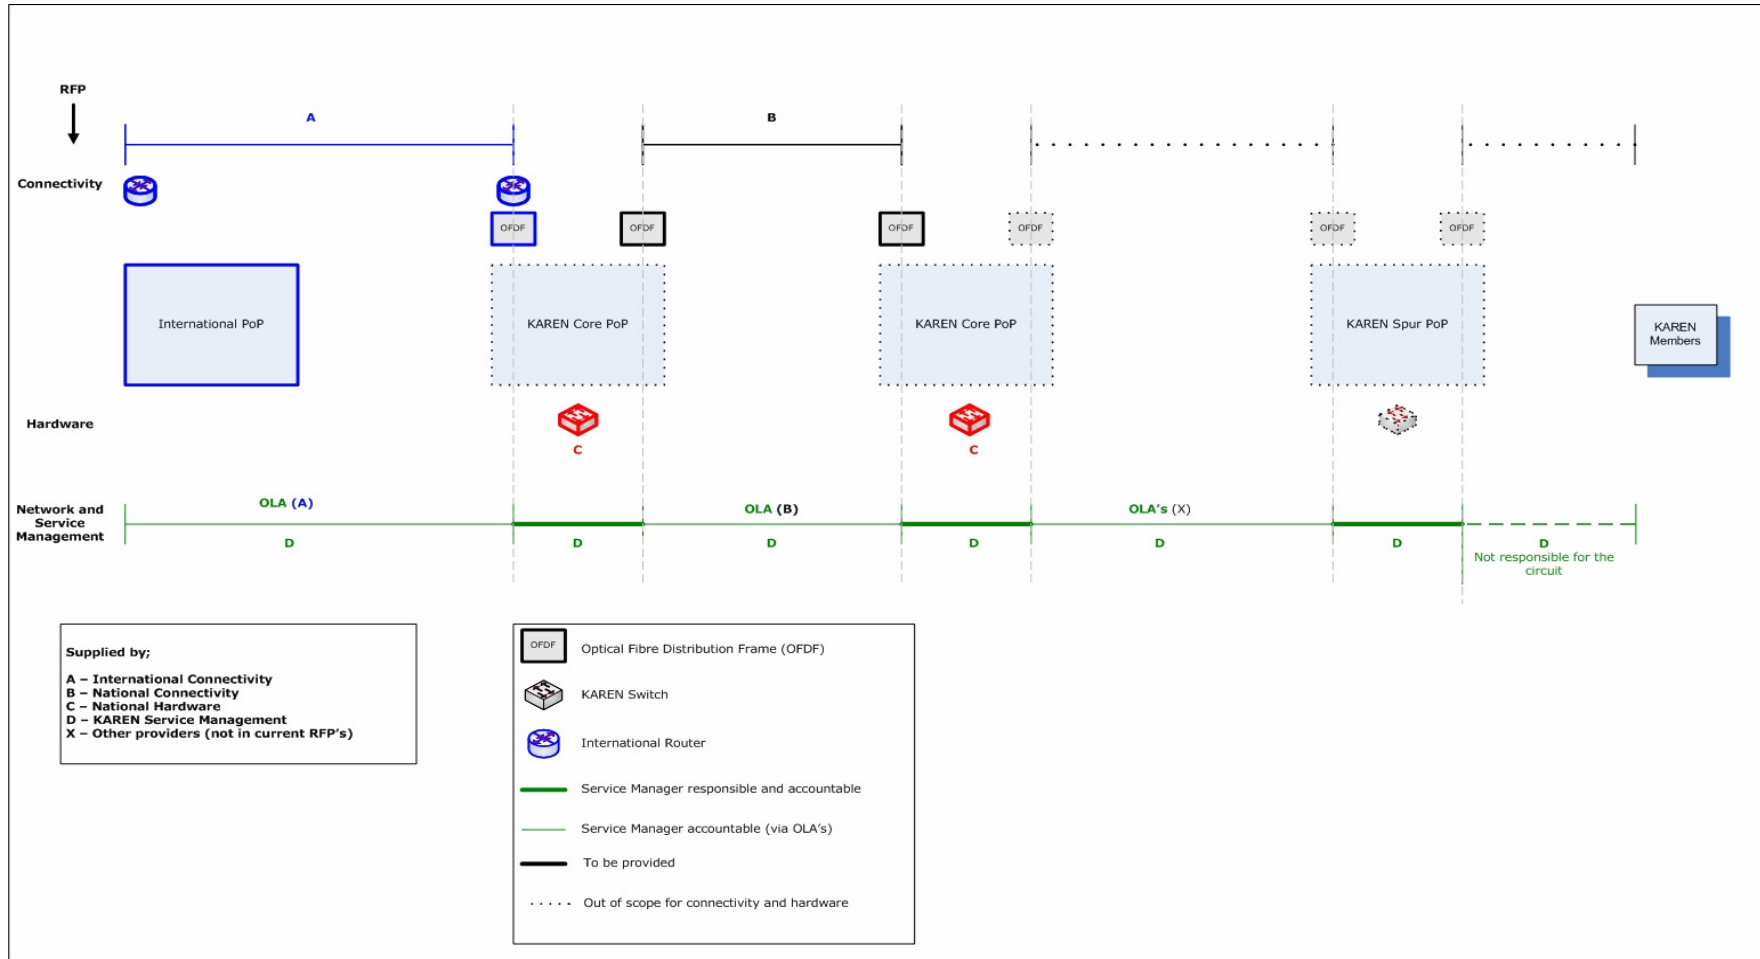 RFP
A
B
Connectivity
OFDF
OFDF
OFDF
OFDF
OFDF
OFDF
International PoP
KAREN Core PoP
KAREN Core PoP
KAREN Spur PoP
KAREN
Members
Hardware
C
C
Network and
Service
Management
OLA (A)
OLA (B)
OLA's (X)
D
D
D
D
D
D
D
Not responsible for the
circuit
Supplied by;
A – International Connectivity
B – National Connectivity
C – National Hardware
D – KAREN Service Management
X – Other providers (not in current RFP's)
OFDF
Optical Fibre Distribution Frame (OFDF)
KAREN Switch
International Router
Service Manager responsible and accountable
Service Manager accountable (via OLA's)
To be provided
Out of scope for connectivity and hardware